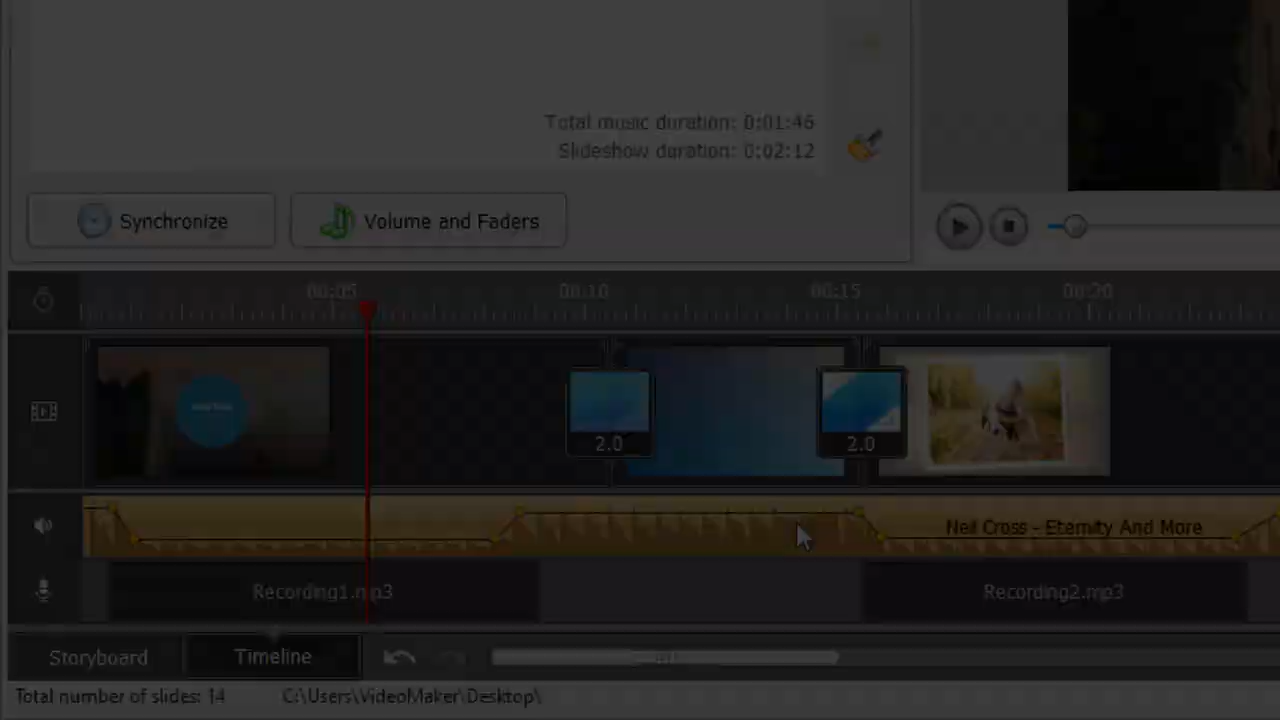 Total music duration: 0:01:46
Slideshow duration: 0:02:12
Synchronize
Volume and Faders
00:05
00:10
00:15
00:20
2.0
2.0
Neil Cross - Eternity And More
Recording1.mp3
Recording2.mp3
Storyboard
Timeline
Total number of slides: 14
C:\Users\VideoMaker\Desktop\